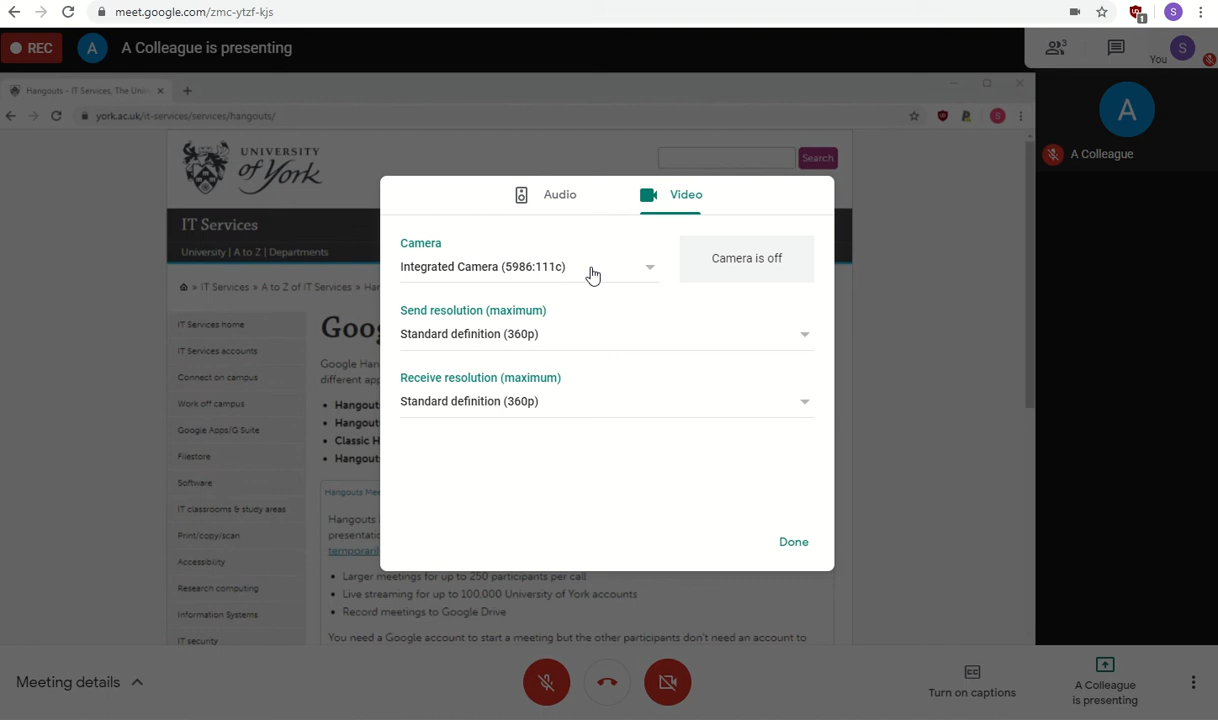 meet.google.com/zmc-ytzf-kjs
1
S
REC
A
A Colleague is presenting
3
You
S
Hangouts - IT Services, The Uni
york.ac.uk/it-services/services/hangouts/
S
A
A Colleague
UNIVERSITY
of York
Search
IT Services
University | A to Z | Departments
» IT Services » A to Z of IT Services » Har
IT Services home
IT Services accounts
Connect on campus
Work off campus
Google Apps/G Suite
Filestore
Software
IT classrooms & study areas
Print/copy/scan
Accessibility
Research computing
Information Systems
IT security
Goo
Google Han
different app
Hangout
Hangout
Classic H
Hangout
Hangouts Mee
Hangouts
presentatio
temporaril
Larger meetings for up to 250 participants per call
Live streaming for up to 100,000 University of York accounts
Record meetings to Google Drive
You need a Google account to start a meeting but the other participants don't need an account to
Audio
Video
Camera
Integrated Camera (5986:111c)
Camera is off
Send resolution (maximum)
Standard definition (360p)
Receive resolution (maximum)
Standard definition (360p)
Done
Meeting details
CC
Turn on captions
A Colleague
is presenting